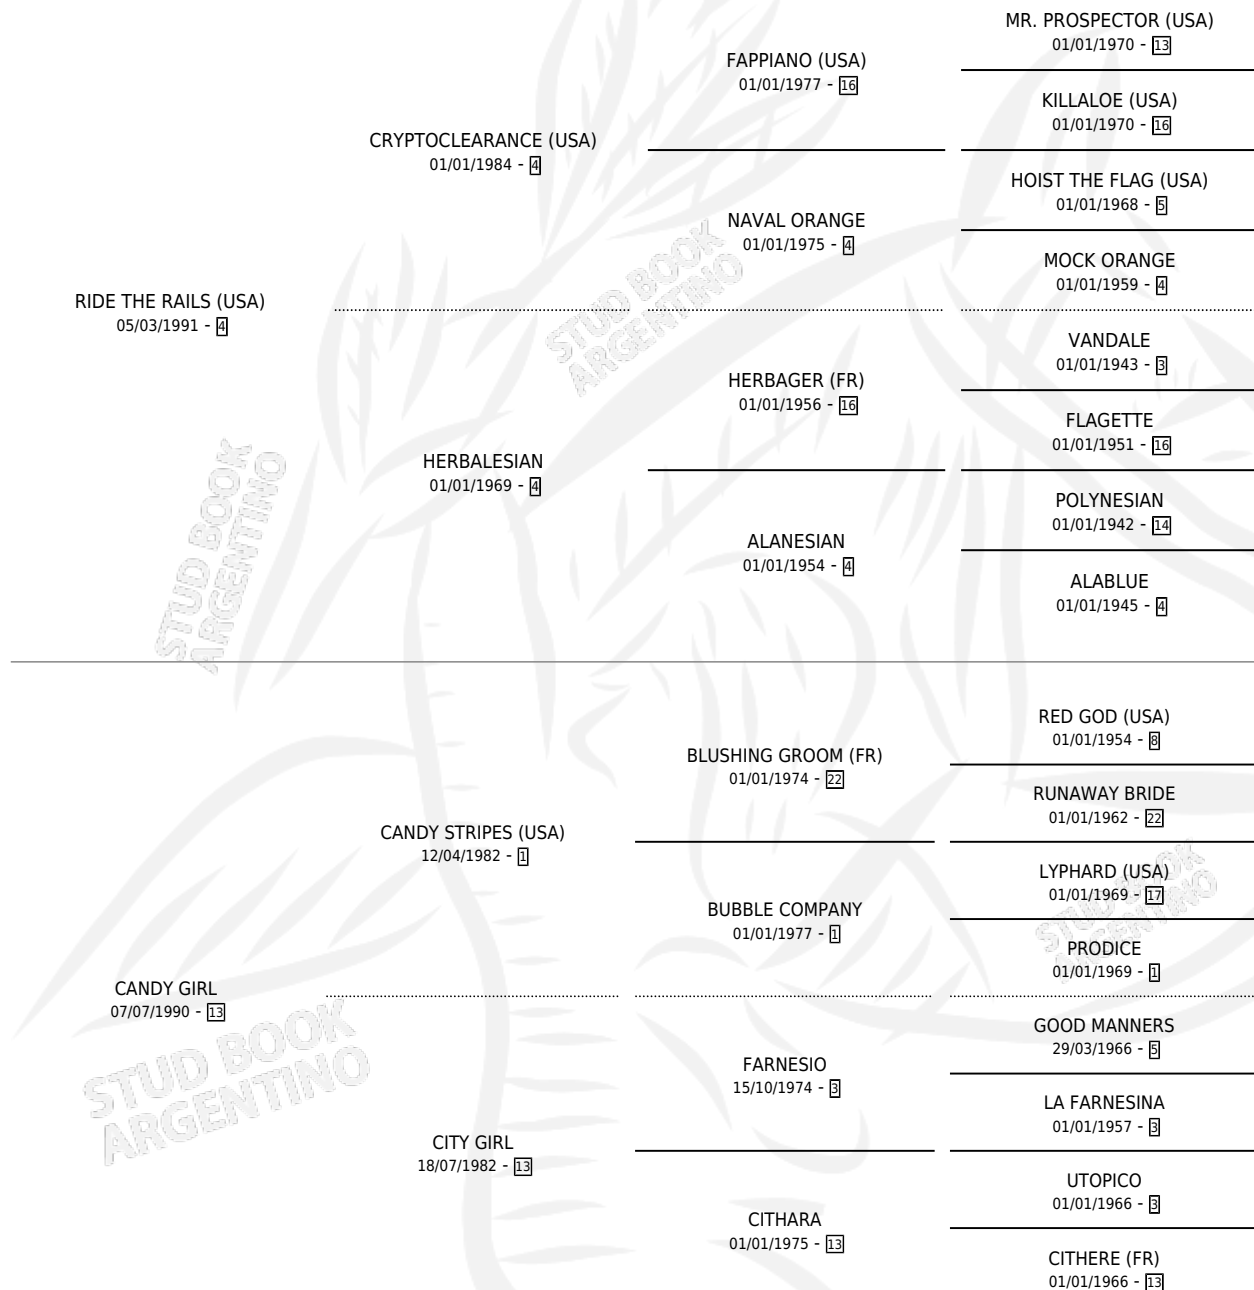 MR. PROSPECTOR (USA)
01/01/1970 - 13
FAPPIANO (USA)
01/01/1977 - 16
KILLALOE (USA)
01/01/1970 - 16
CRYPTOCLEARANCE (USA)
01/01/1984 - 4
HOIST THE FLAG (USA)
01/01/1968 - 5
NAVAL ORANGE
01/01/1975 - 4
MOCK ORANGE
01/01/1959 - 4
RIDE THE RAILS (USA)
05/03/1991 - 4
VANDALE
01/01/1943 - 3
HERBAGER (FR)
01/01/1956 - 16
FLAGETTE
01/01/1951 - 16
HERBALESIAN
01/01/1969 - 4
POLYNESIAN
01/01/1942 - 14
ALANESIAN
01/01/1954 - 4
ALABLUE
01/01/1945 - 4
STUD BOOK
ARGENTINO
STUD BOOK
ARGENTINO
RED GOD (USA)
01/01/1954 - 8
BLUSHING GROOM (FR)
01/01/1974 - 22
RUNAWAY BRIDE
01/01/1962 - 22
CANDY STRIPES (USA)
12/04/1982 - 1
LYPHARD (USA)
01/01/1969 - 17
BUBBLE COMPANY
01/01/1977 - 1
PRODICE
01/01/1969 - 1
STUD BOOK
ARGENTINO
CANDY GIRL
07/07/1990 - 13
GOOD MANNERS
29/03/1966 - 5
FARNESIO
15/10/1974 - 3
LA FARNESINA
01/01/1957 - 3
CITY GIRL
18/07/1982 - 13
UTOPICO
01/01/1966 - 3
CITHARA
01/01/1975 - 13
CITHERE (FR)
01/01/1966 - 13
STUD BOOK
ARGENTINO